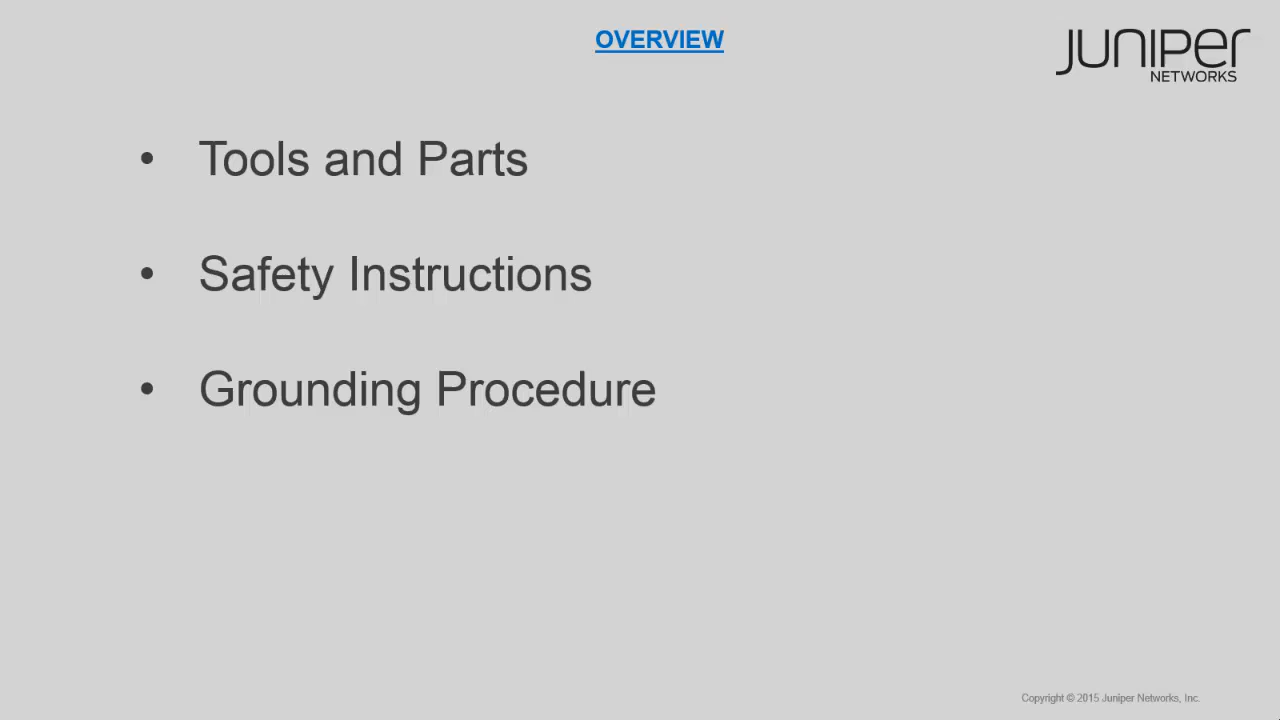 OVERVIEW
JUNIPer
NETWORKS
• Tools and Parts
• Safety Instructions
• Grounding Procedure
Copyright © 2015 Juniper Networks, Inc.